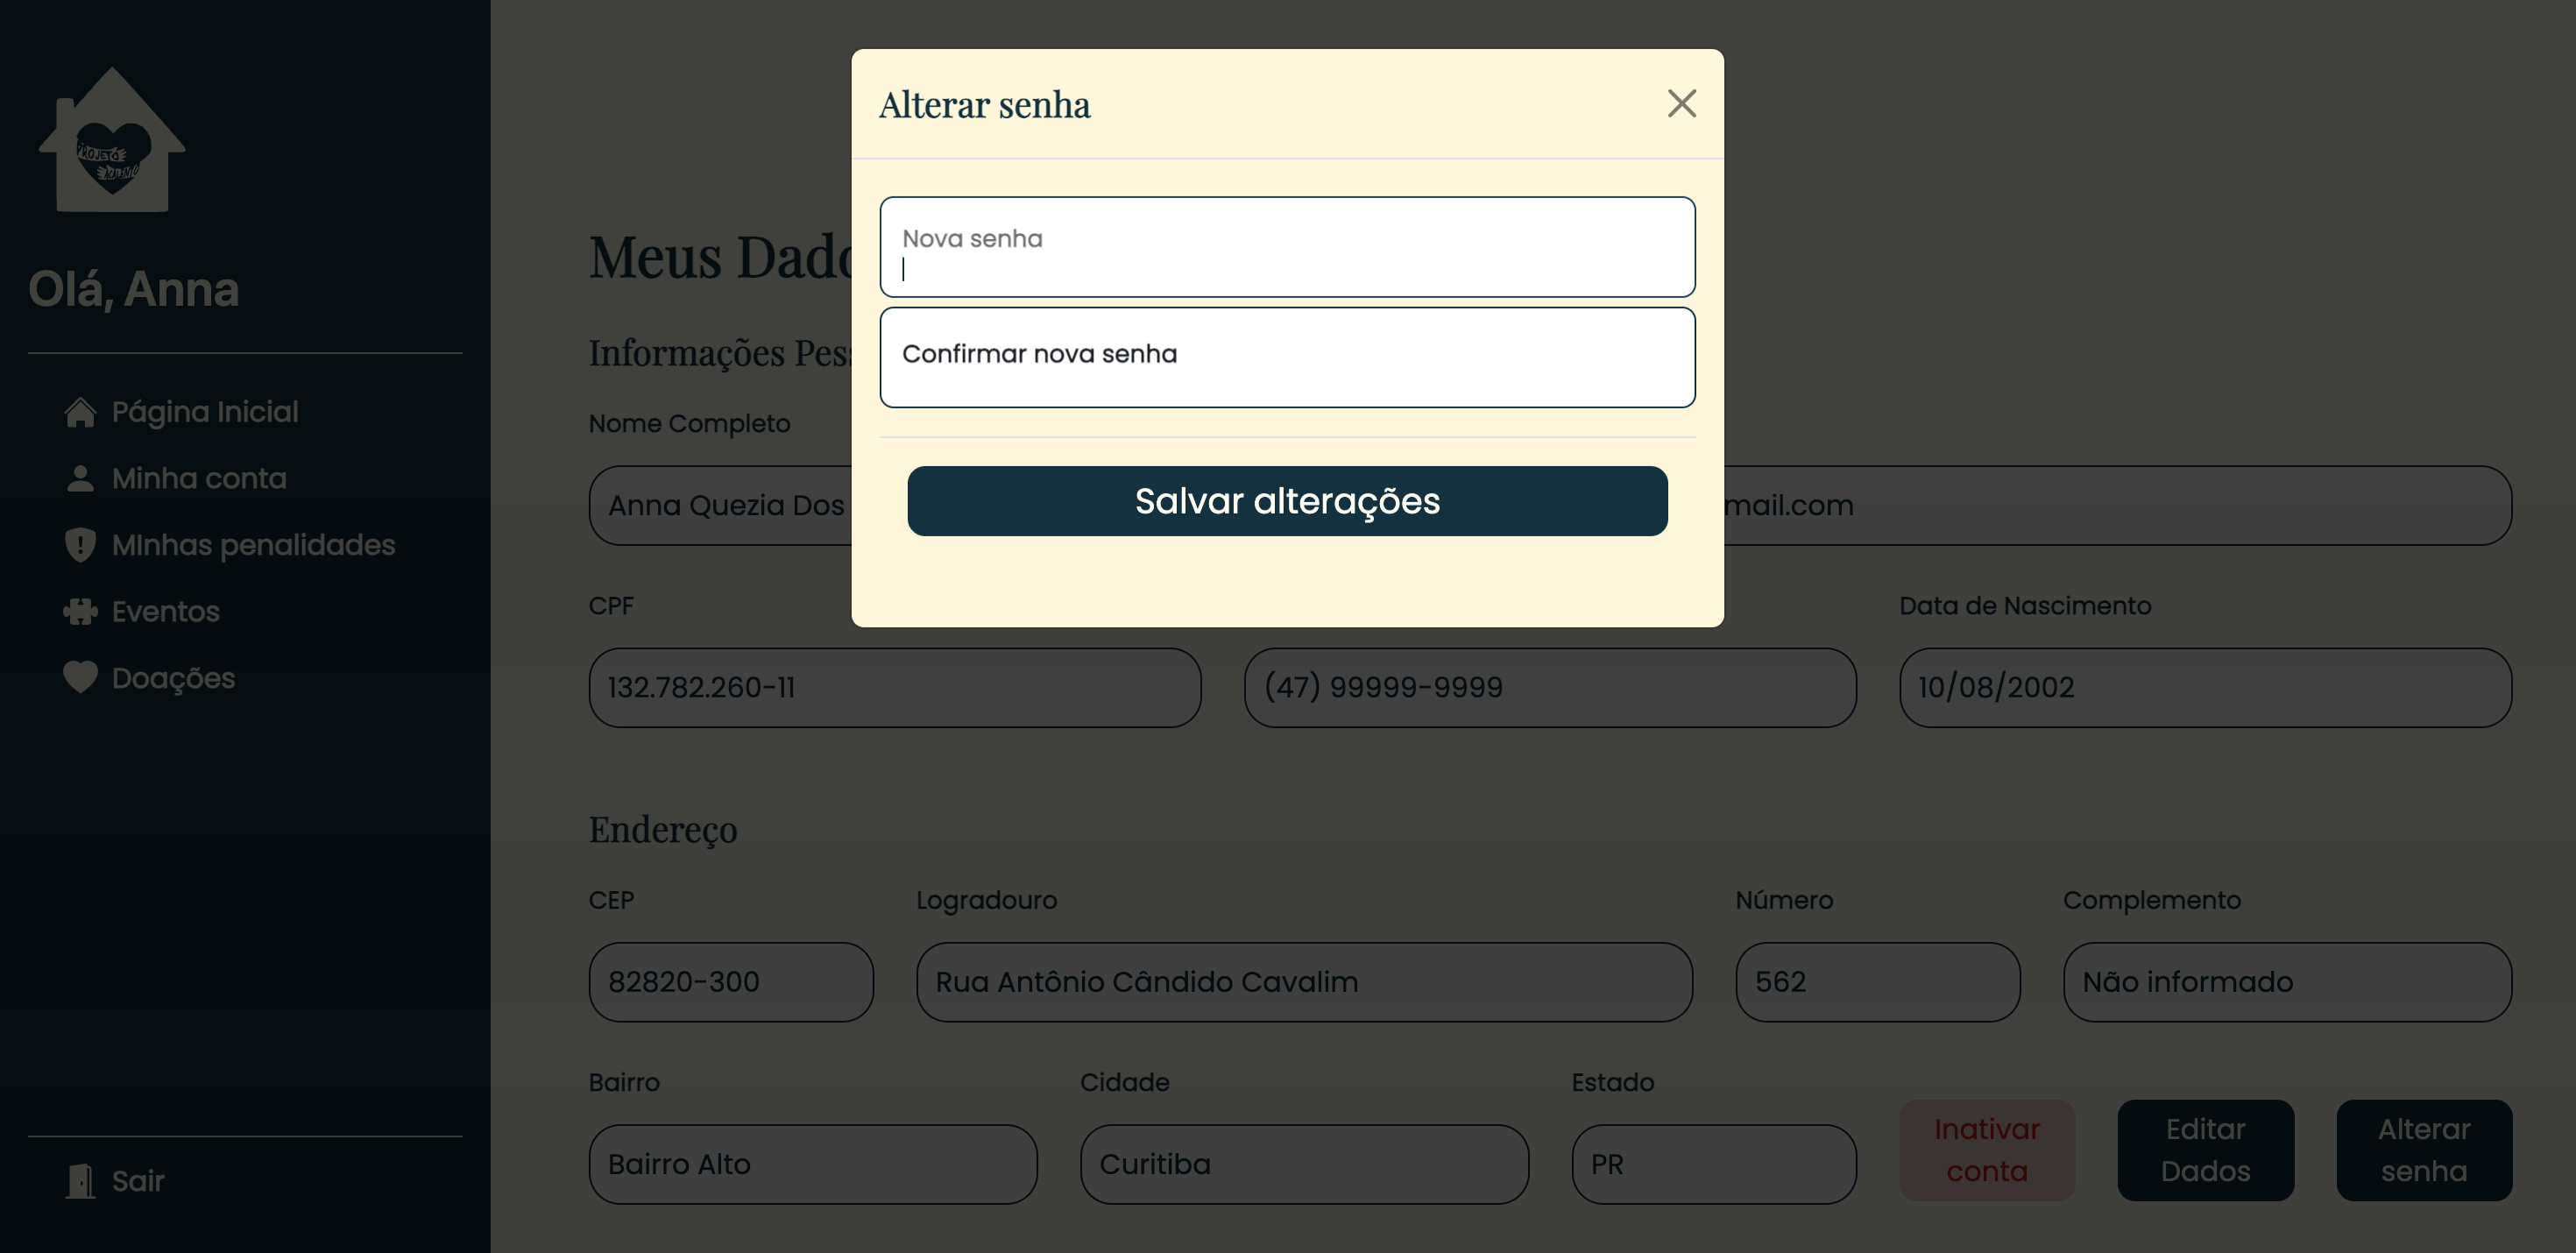 PROJETO
ACALENTO
Olá, Anna
Página Inicial
Minha conta
MInhas penalidades
Eventos
Doações
Sair
Alterar senha
Nova senha
Confirmar nova senha
Salvar alterações
Meus Dado
Informações Pess
Nome Completo
Anna Quezia Dos
mail.com
CPF
Data de Nascimento
132.782.260-11
(47) 99999-9999
10/08/2002
Endereço
CEP
Logradouro
Número
Complemento
82820-300
Rua Antônio Cândido Cavalim
562
Não informado
Bairro
Cidade
Estado
Bairro Alto
Curitiba
PR
Inativar
conta
Editar
Dados
Alterar
senha